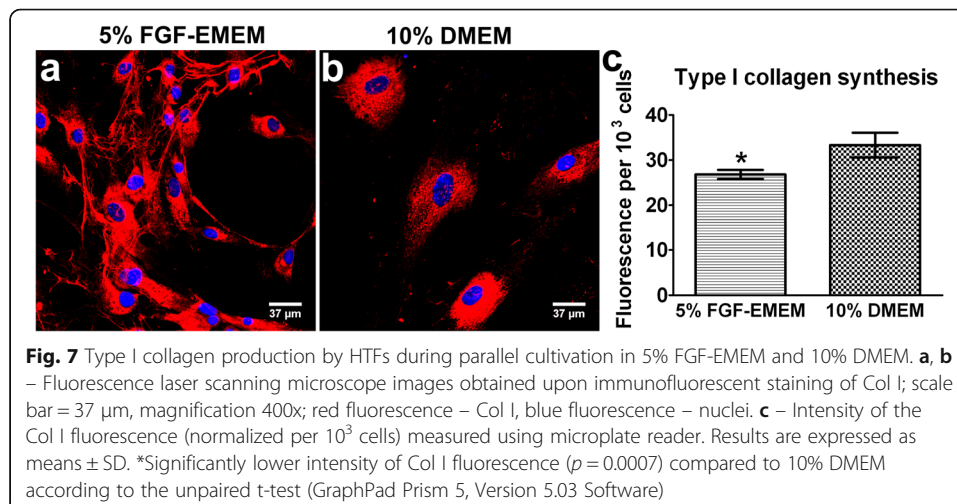 5% FGF-EMEM
10% DMEM
a
b
c
37 µm
37 µm
Type I collagen synthesis
Fluorescence per 10³ cells
40
30
20
10
0
*
5% FGF-EMEM
10% DMEM
Fig. 7 Type I collagen production by HTFs during parallel cultivation in 5% FGF-EMEM and 10% DMEM. a, b
– Fluorescence laser scanning microscope images obtained upon immunofluorescent staining of Col I; scale
bar = 37 µm, magnification 400x; red fluorescence – Col I, blue fluorescence – nuclei. c – Intensity of the
Col I fluorescence (normalized per 10³ cells) measured using microplate reader. Results are expressed as
means ± SD. *Significantly lower intensity of Col I fluorescence (p = 0.0007) compared to 10% DMEM
according to the unpaired t-test (GraphPad Prism 5, Version 5.03 Software)